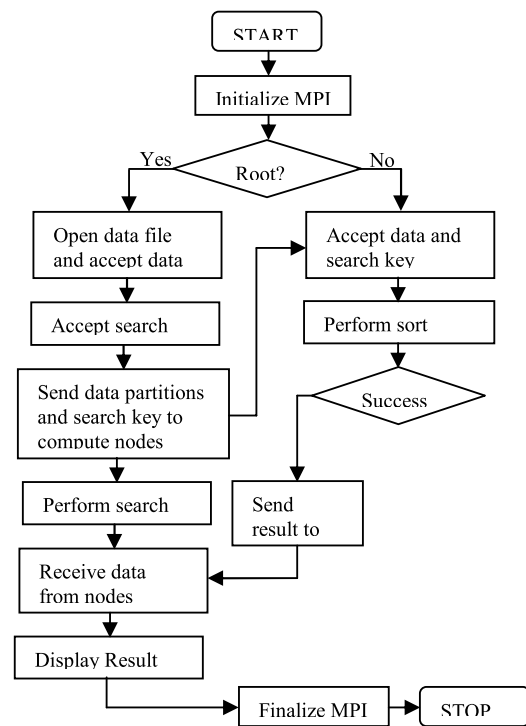 START
Initialize MPI
Yes
Root?
No
Open data file
and accept data
Accept data and
search key
Accept search
Perform sort
Send data partitions
and search key to
compute nodes
Success
Perform search
Send
result to
Receive data
from nodes
Display Result
Finalize MPI
STOP